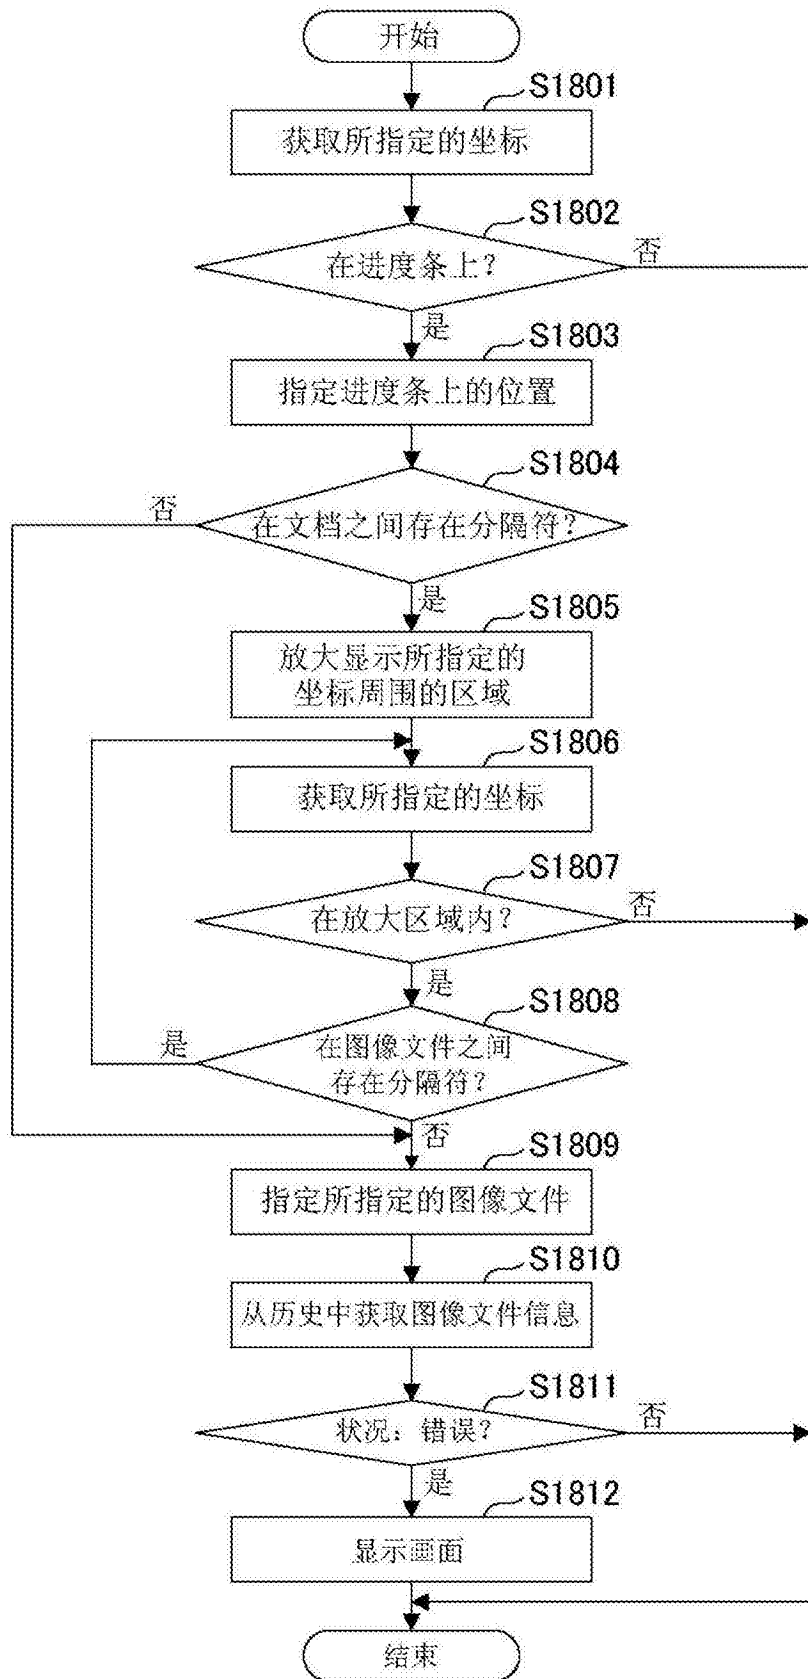 开始
S1801
获取所指定的坐标
S1802
在进度条上？
否
是
S1803
指定进度条上的位置
S1804
否
在文档之间存在分隔符？
是
S1805
放大显示所指定的
坐标周围的区域
S1806
获取所指定的坐标
S1807
在放大区域内？
否
是
S1808
是
在图像文件之间
存在分隔符？
否
S1809
指定所指定的图像文件
S1810
从历史中获取图像文件信息
S1811
状况：错误？
否
是
S1812
显示画面
结束